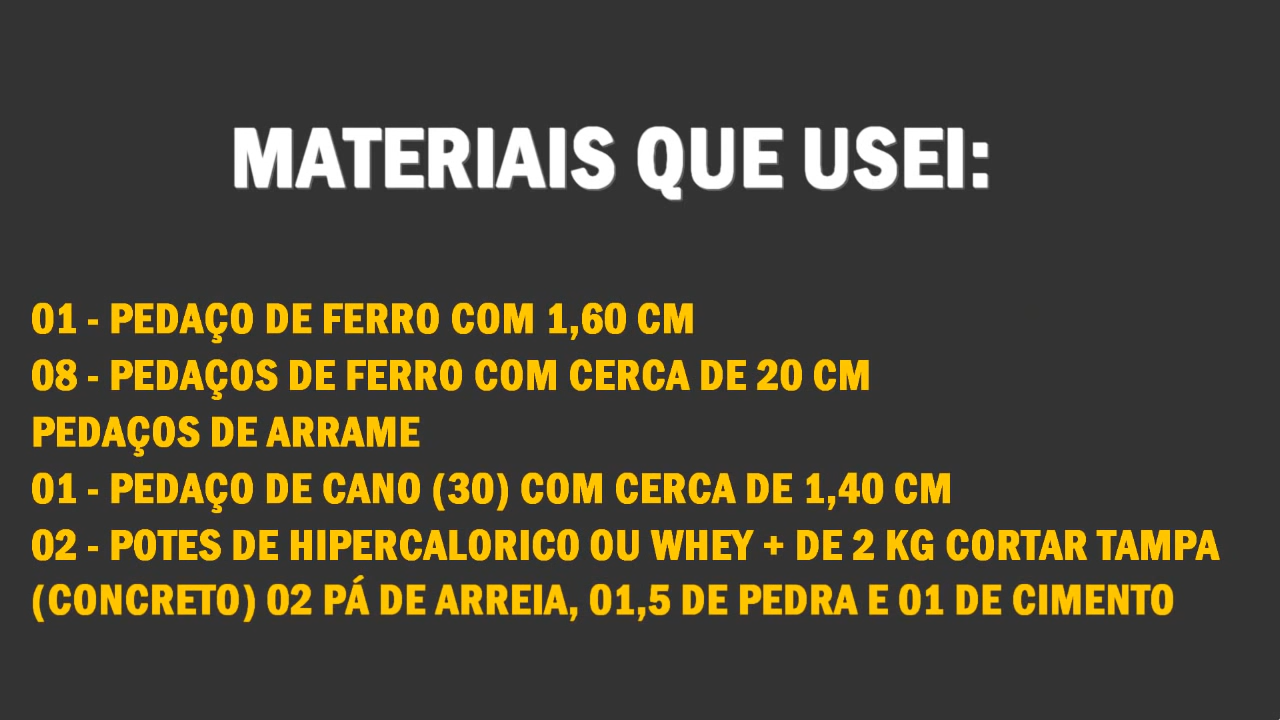 MATERIAIS QUE USEI:
01 - PEDAÇO DE FERRO COM 1,60 CM
08 - PEDAÇOS DE FERRO COM CERCA DE 20 CM
PEDAÇOS DE ARRAME
01 - PEDAÇO DE CANO (30) COM CERCA DE 1,40 CM
02 - POTES DE HIPERCALORICO OU WHEY + DE 2 KG CORTAR TAMPA
(CONCRETO) 02 PÁ DE ARREIA, 01,5 DE PEDRA E 01 DE CIMENTO